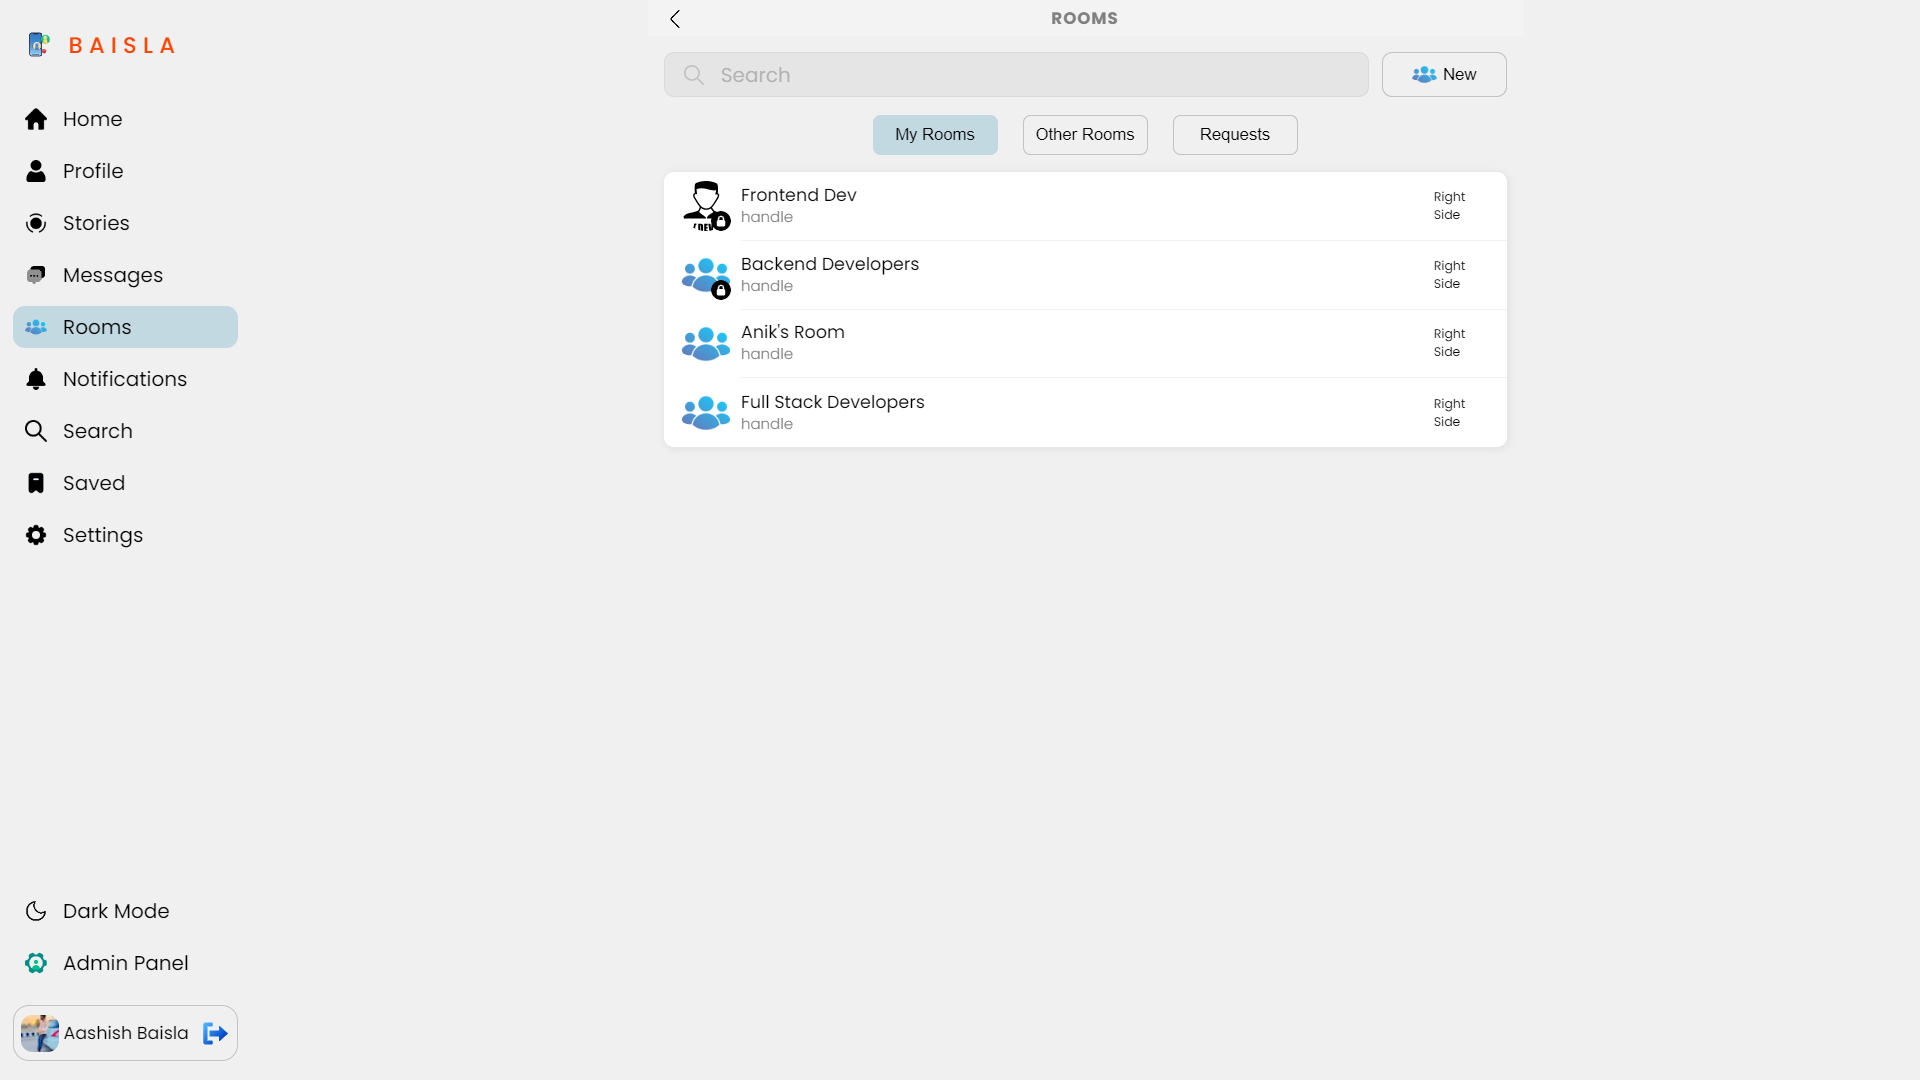 BAISLA
Home
Profile
Stories
Messages
Rooms
Notifications
Search
Saved
Settings
Dark Mode
Admin Panel
Aashish Baisla
ROOMS
Search
New
My Rooms
Other Rooms
Requests
Frontend Dev
handle
Right
Side
Backend Developers
handle
Right
Side
Anik's Room
handle
Right
Side
Full Stack Developers
handle
Right
Side